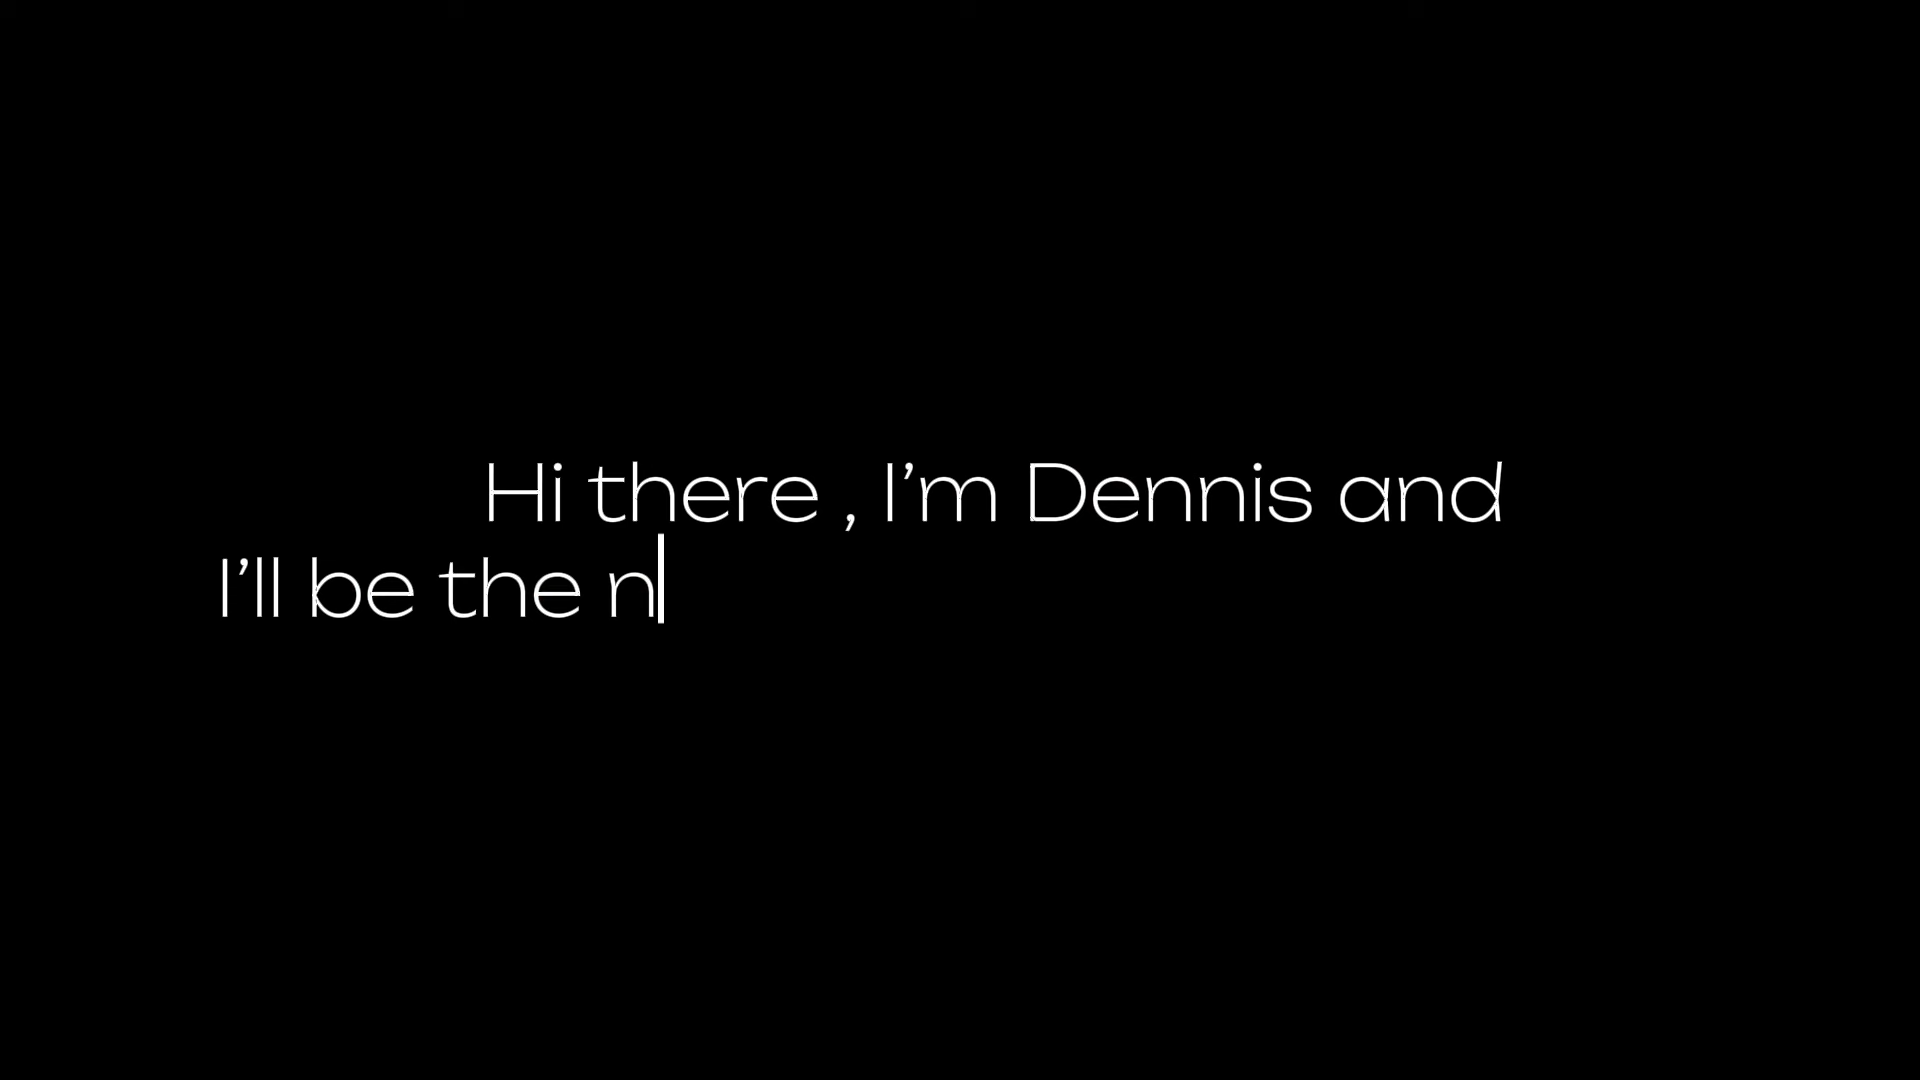 Hi there , I’m Dennis and
I’ll be the n